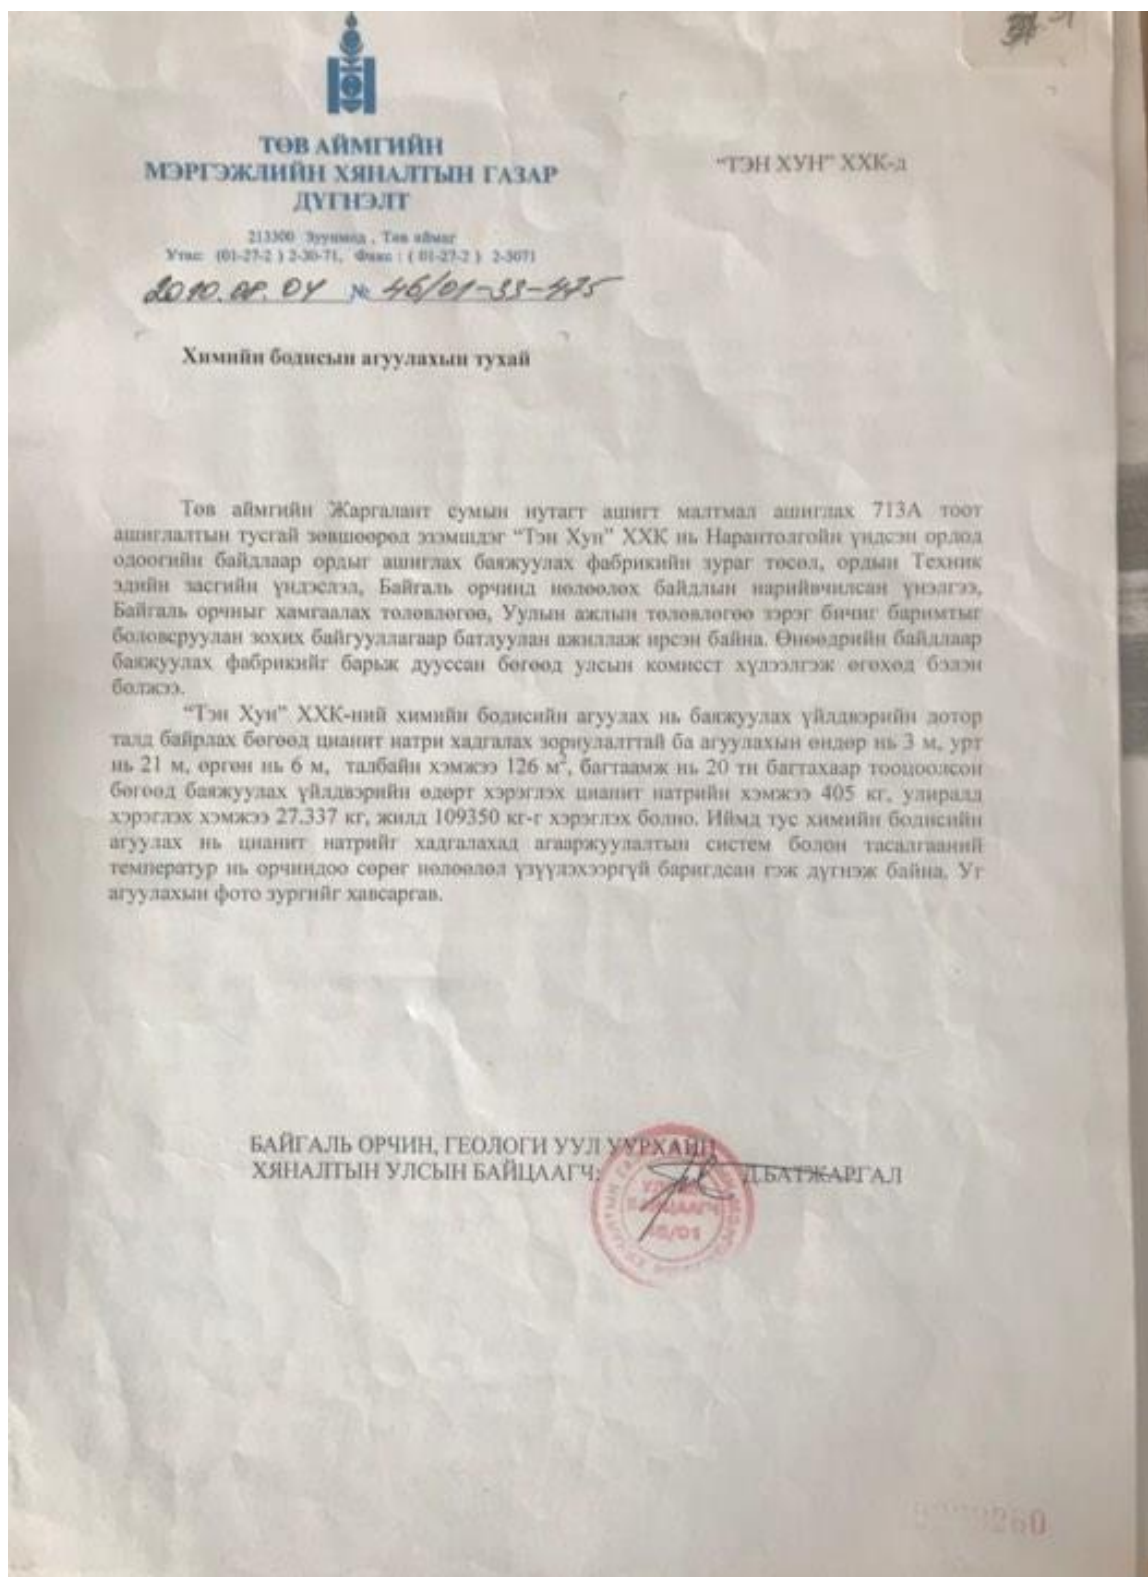 ТӨВ АЙМГИЙН
МЭРГЭЖЛИЙН ХЯНАЛТЫН ГАЗАР
ДҮГНЭЛТ
"ТЭН ХУН" ХХК-д
213300 Зуунмод , Төв аймаг
Утас: (01-27-2 ) 2-30-71, Факс : ( 01-27-2 ) 2-3071
2010.08.04 № 46/01-33-475
Химийн бодисын агуулахын тухай
Төв аймгийн Жаргалант сумын нутагт ашигт малтмал ашиглах 713А тоот
ашиглалтын тусгай зөвшөөрөл эзэмшдэг "Тэн Хун" ХХК нь Нарантолгойн үндсэн ордод
одоогийн байдлаар ордыг ашиглах баяжуулах фабрикийн зураг төсөл, ордын Техник
эдийн засгийн үндэслэл, Байгаль орчинд нөлөөлөх байдлын нарийвчилсан үнэлгээ,
Байгаль орчныг хамгаалах төлөвлөгөө, Уулын ажлын төлөвлөгөө зэрэг бичиг баримтыг
боловсруулан зохих байгууллагаар батлуулан ажиллаж ирсэн байна. Өнөөдрийн байдлаар
баяжуулах фабрикийг барьж дууссан бөгөөд улсын комисст хүлээлгэж өгөхөд бэлэн
болжээ.
"Тэн Хун" ХХК-ний химийн бодисийн агуулах нь баяжуулах үйлдвэрийн дотор
талд байрлах бөгөөд цианит натри хадгалах зориулалттай ба агуулахын өндөр нь 3 м, урт
нь 21 м, өргөн нь 6 м, талбайн хэмжээ 126 м², багтаамж нь 20 тн багтахаар тооцоолсон
бөгөөд баяжуулах үйлдвэрийн өдөрт хэрэглэх цианит натрийн хэмжээ 405 кг, улиралд
хэрэглэх хэмжээ 27.337 кг, жилд 109350 кг-г хэрэглэх болно. Иймд тус химийн бодисийн
агуулах нь цианит натрийг хадгалахад агааржуулалтын систем болон тасалгааний
температур нь орчиндоо сөрөг нөлөөлөл үзүүлэхээргүй баригдсан гэж дүгнэж байна. Уг
агуулахын фото зургийг хавсаргав.
БАЙГАЛЬ ОРЧИН, ГЕОЛОГИ УУЛ УУРХАЙН
ХЯНАЛТЫН УЛСЫН БАЙЦААГЧ: Д.БАТЖАРГАЛ
БАЙЦААГЧ
46/01